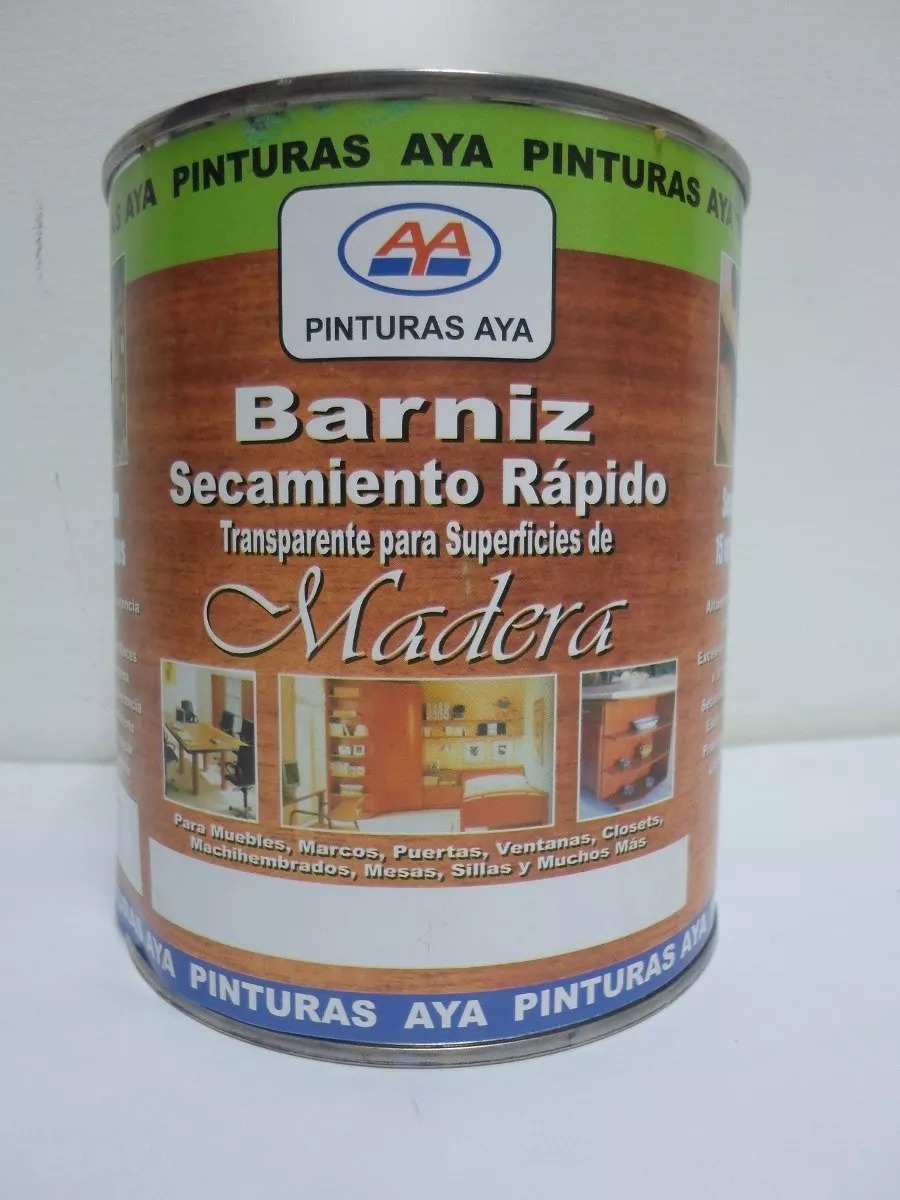 AYA PINTURAS AYA PINTURAS AYA
AYA
PINTURAS AYA
Barniz
Secamiento Rápido
Transparente para Superficies de
Madera
Para Muebles, Marcos, Puertas, Ventanas, Closets,
Machihembrados, Mesas, Sillas y Muchos Más
AYA PINTURAS AYA PINTURAS AYA